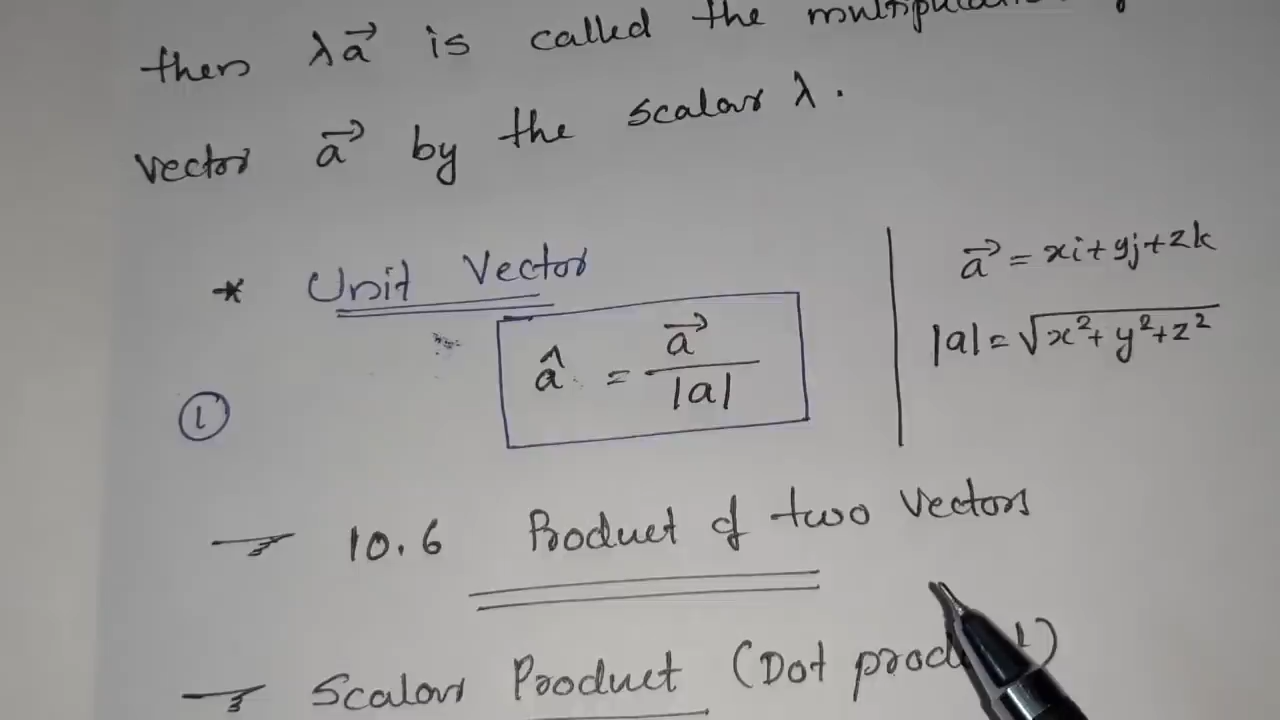 then λa⃗ is called the
vector a⃗ by the scalar λ.
* Unit Vector
a⃗ = xi+yj+zk
|a| = √x²+y²+z²
â = a⃗ / |a|
①
→ 10.6 Product of two vectors
→ Scalar Product (Dot product)